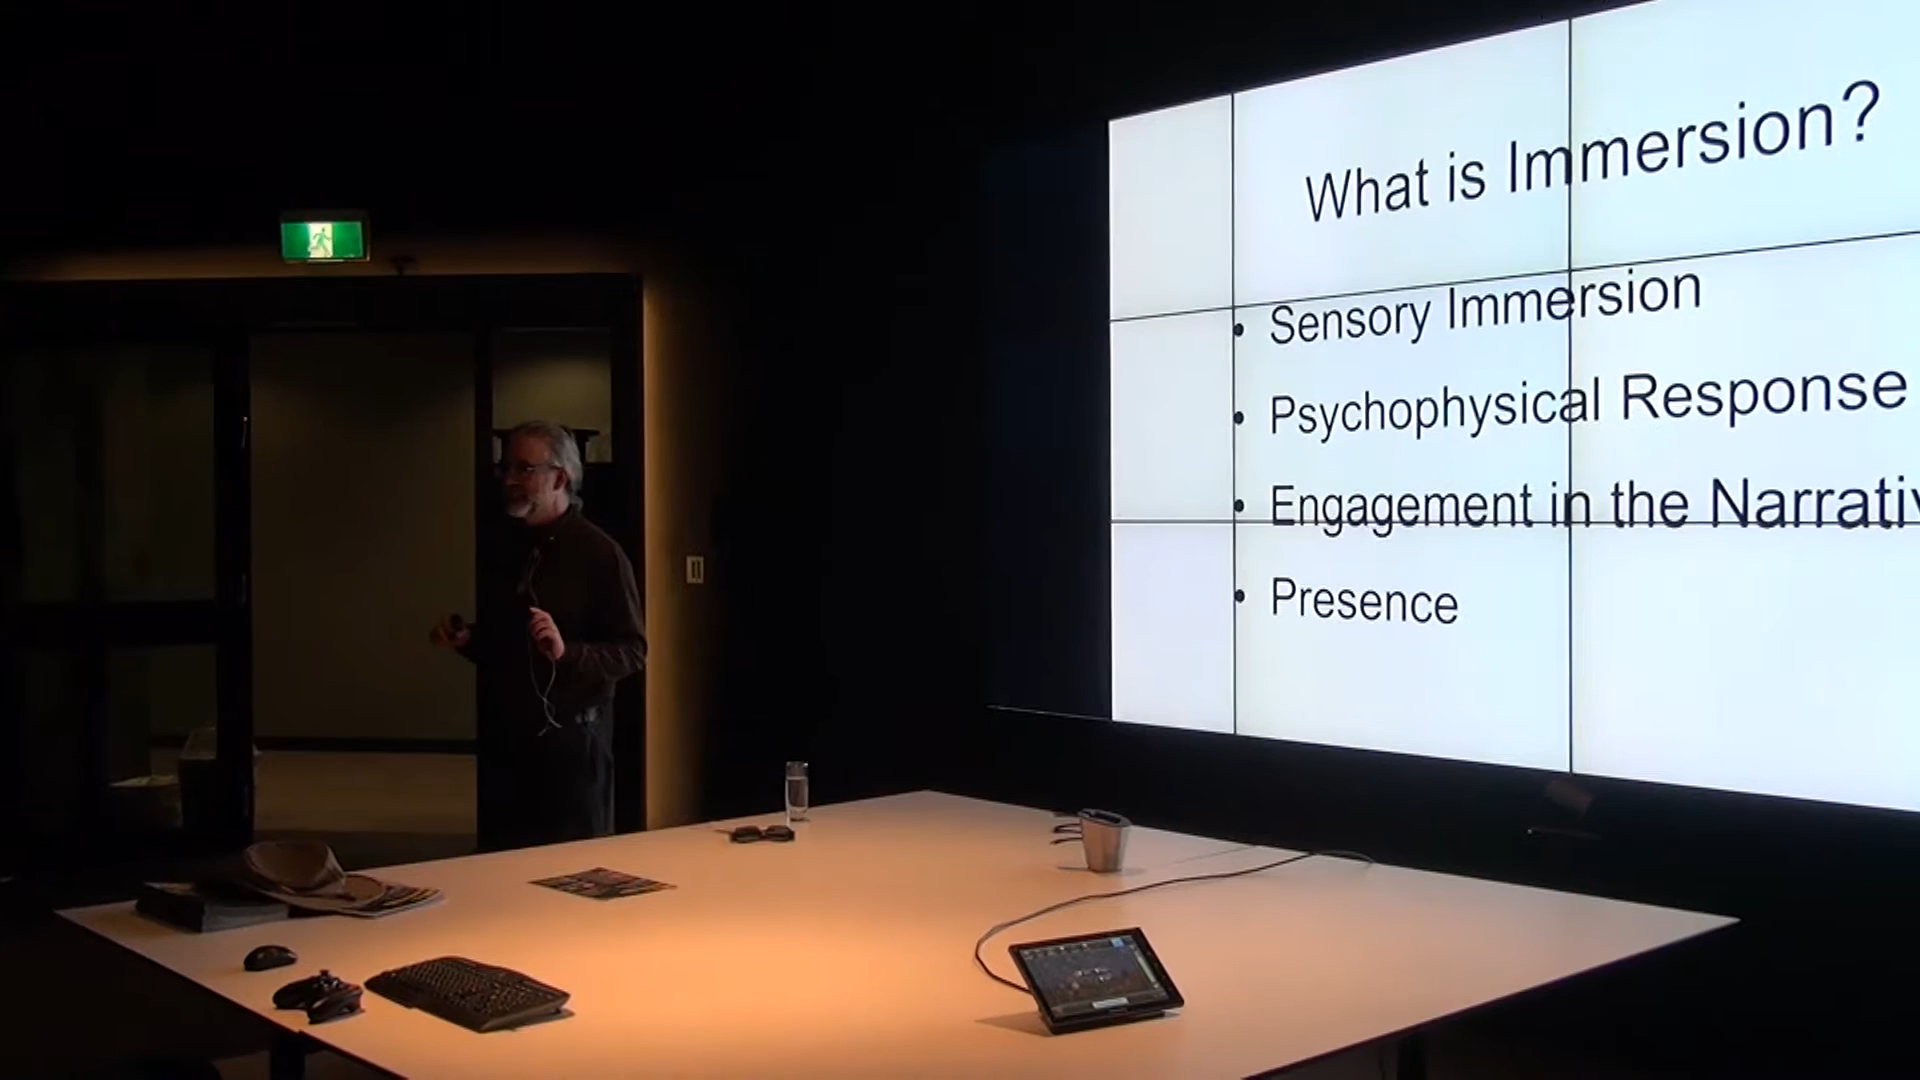 What is Immersion?
• Sensory Immersion
• Psychophysical Response
• Engagement in the Narrativ
• Presence